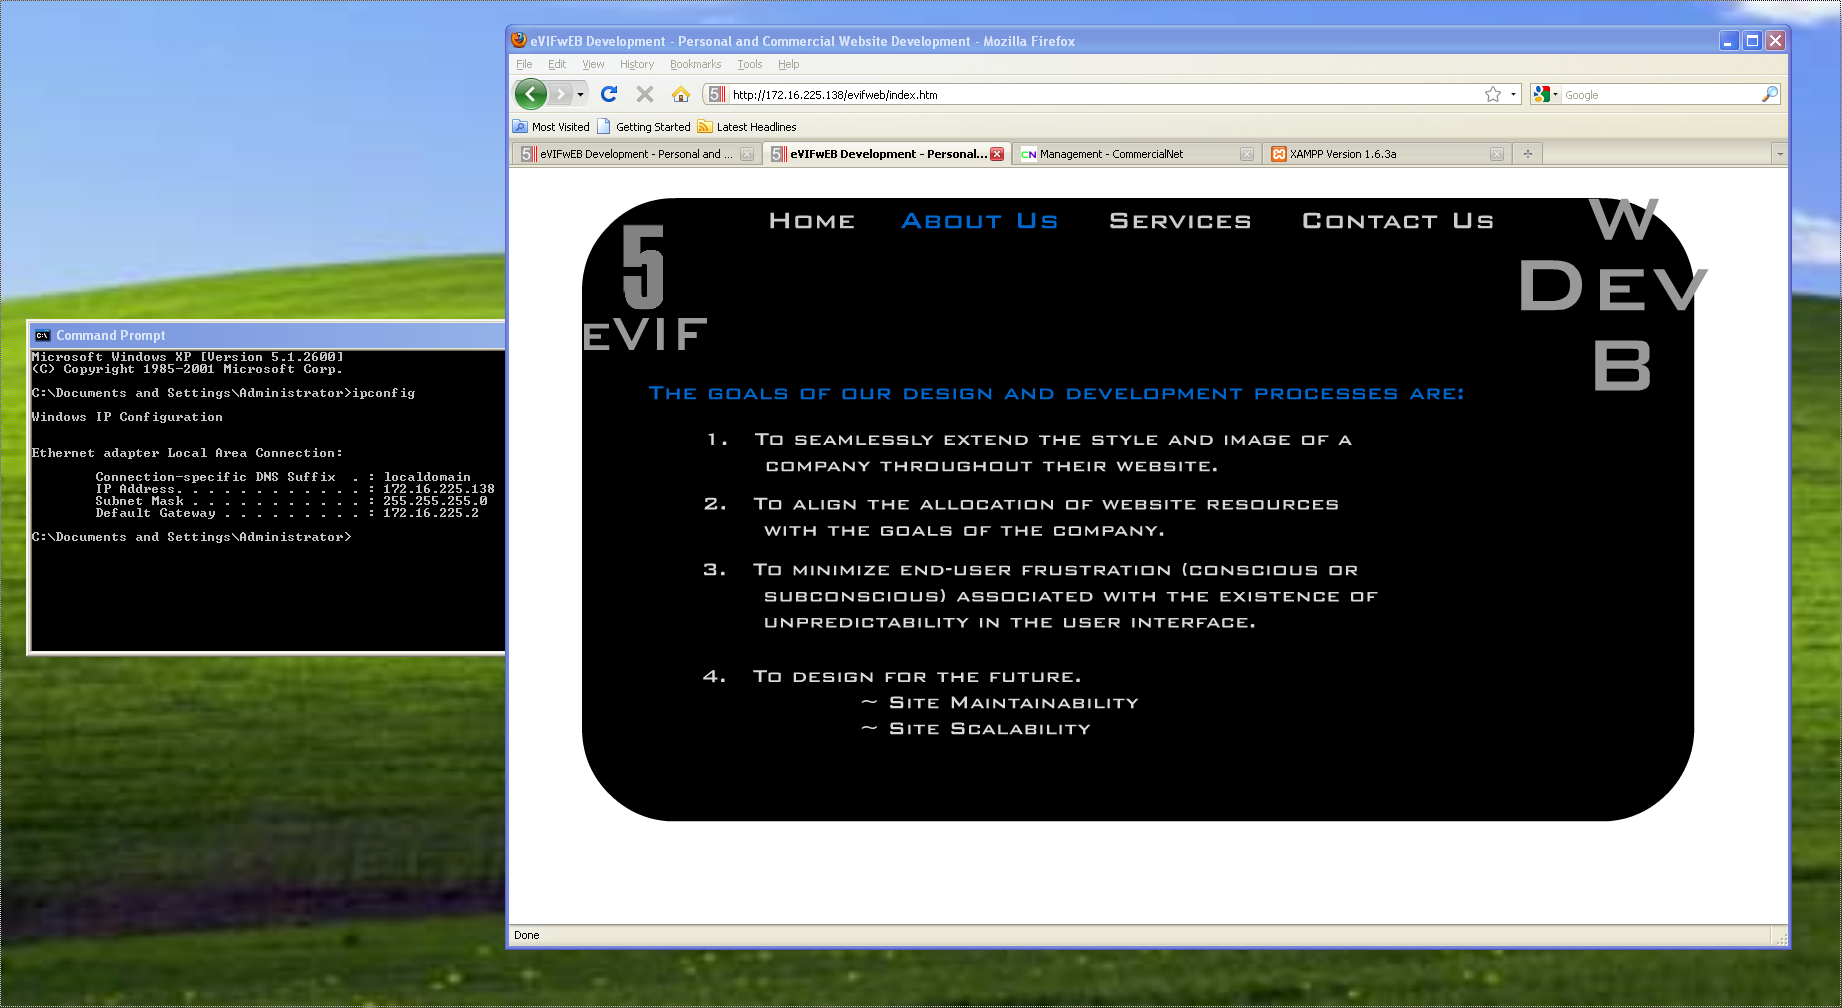 Command Prompt
Microsoft Windows XP [Version 5.1.2600]
(C) Copyright 1985-2001 Microsoft Corp.
C:\Documents and Settings\Administrator>ipconfig
Windows IP Configuration
Ethernet adapter Local Area Connection:
Connection-specific DNS Suffix . : localdomain
IP Address. . . . . . . . . . . . : 172.16.225.138
Subnet Mask . . . . . . . . . . . : 255.255.255.0
Default Gateway . . . . . . . . . : 172.16.225.2
C:\Documents and Settings\Administrator>
eVIFwEB Development - Personal and Commercial Website Development - Mozilla Firefox
File Edit View History Bookmarks Tools Help
http://172.16.225.138/evifweb/index.htm
Google
Most Visited Getting Started Latest Headlines
eVIFwEB Development - Personal and ...
eVIFwEB Development - Personal...
CN Management - CommercialNet
XAMPP Version 1.6.3a
Home About Us Services Contact Us
5
eVIF
W
Dev
B
The goals of our design and development processes are:
1. To seamlessly extend the style and image of a
company throughout their website.
2. To align the allocation of website resources
with the goals of the company.
3. To minimize end-user frustration (conscious or
subconscious) associated with the existence of
unpredictability in the user interface.
4. To design for the future.
~ Site Maintainability
~ Site Scalability
Done